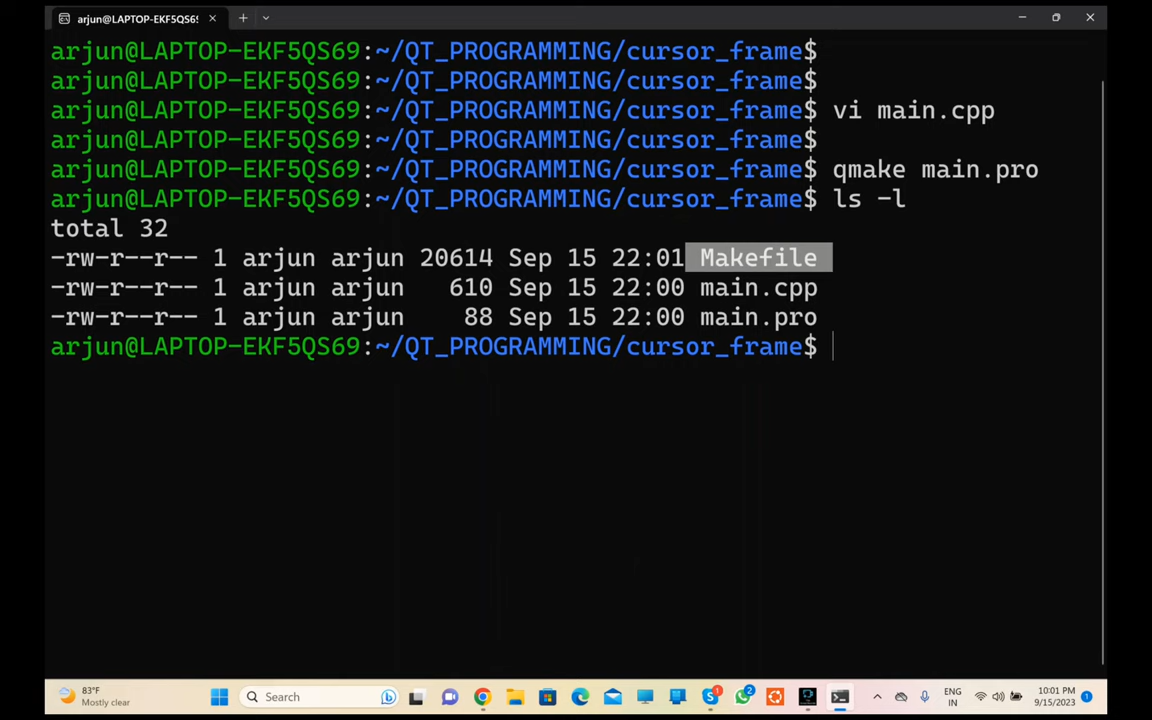 arjun@LAPTOP-EKF5QS69
arjun@LAPTOP-EKF5QS69:~/QT_PROGRAMMING/cursor_frame$
arjun@LAPTOP-EKF5QS69:~/QT_PROGRAMMING/cursor_frame$
arjun@LAPTOP-EKF5QS69:~/QT_PROGRAMMING/cursor_frame$ vi main.cpp
arjun@LAPTOP-EKF5QS69:~/QT_PROGRAMMING/cursor_frame$
arjun@LAPTOP-EKF5QS69:~/QT_PROGRAMMING/cursor_frame$ qmake main.pro
arjun@LAPTOP-EKF5QS69:~/QT_PROGRAMMING/cursor_frame$ ls -l
total 32
-rw-r--r-- 1 arjun arjun 20614 Sep 15 22:01 Makefile
-rw-r--r-- 1 arjun arjun   610 Sep 15 22:00 main.cpp
-rw-r--r-- 1 arjun arjun    88 Sep 15 22:00 main.pro
arjun@LAPTOP-EKF5QS69:~/QT_PROGRAMMING/cursor_frame$
83°F
Mostly clear
Search
1
2
ENG
IN
10:01 PM
9/15/2023
1